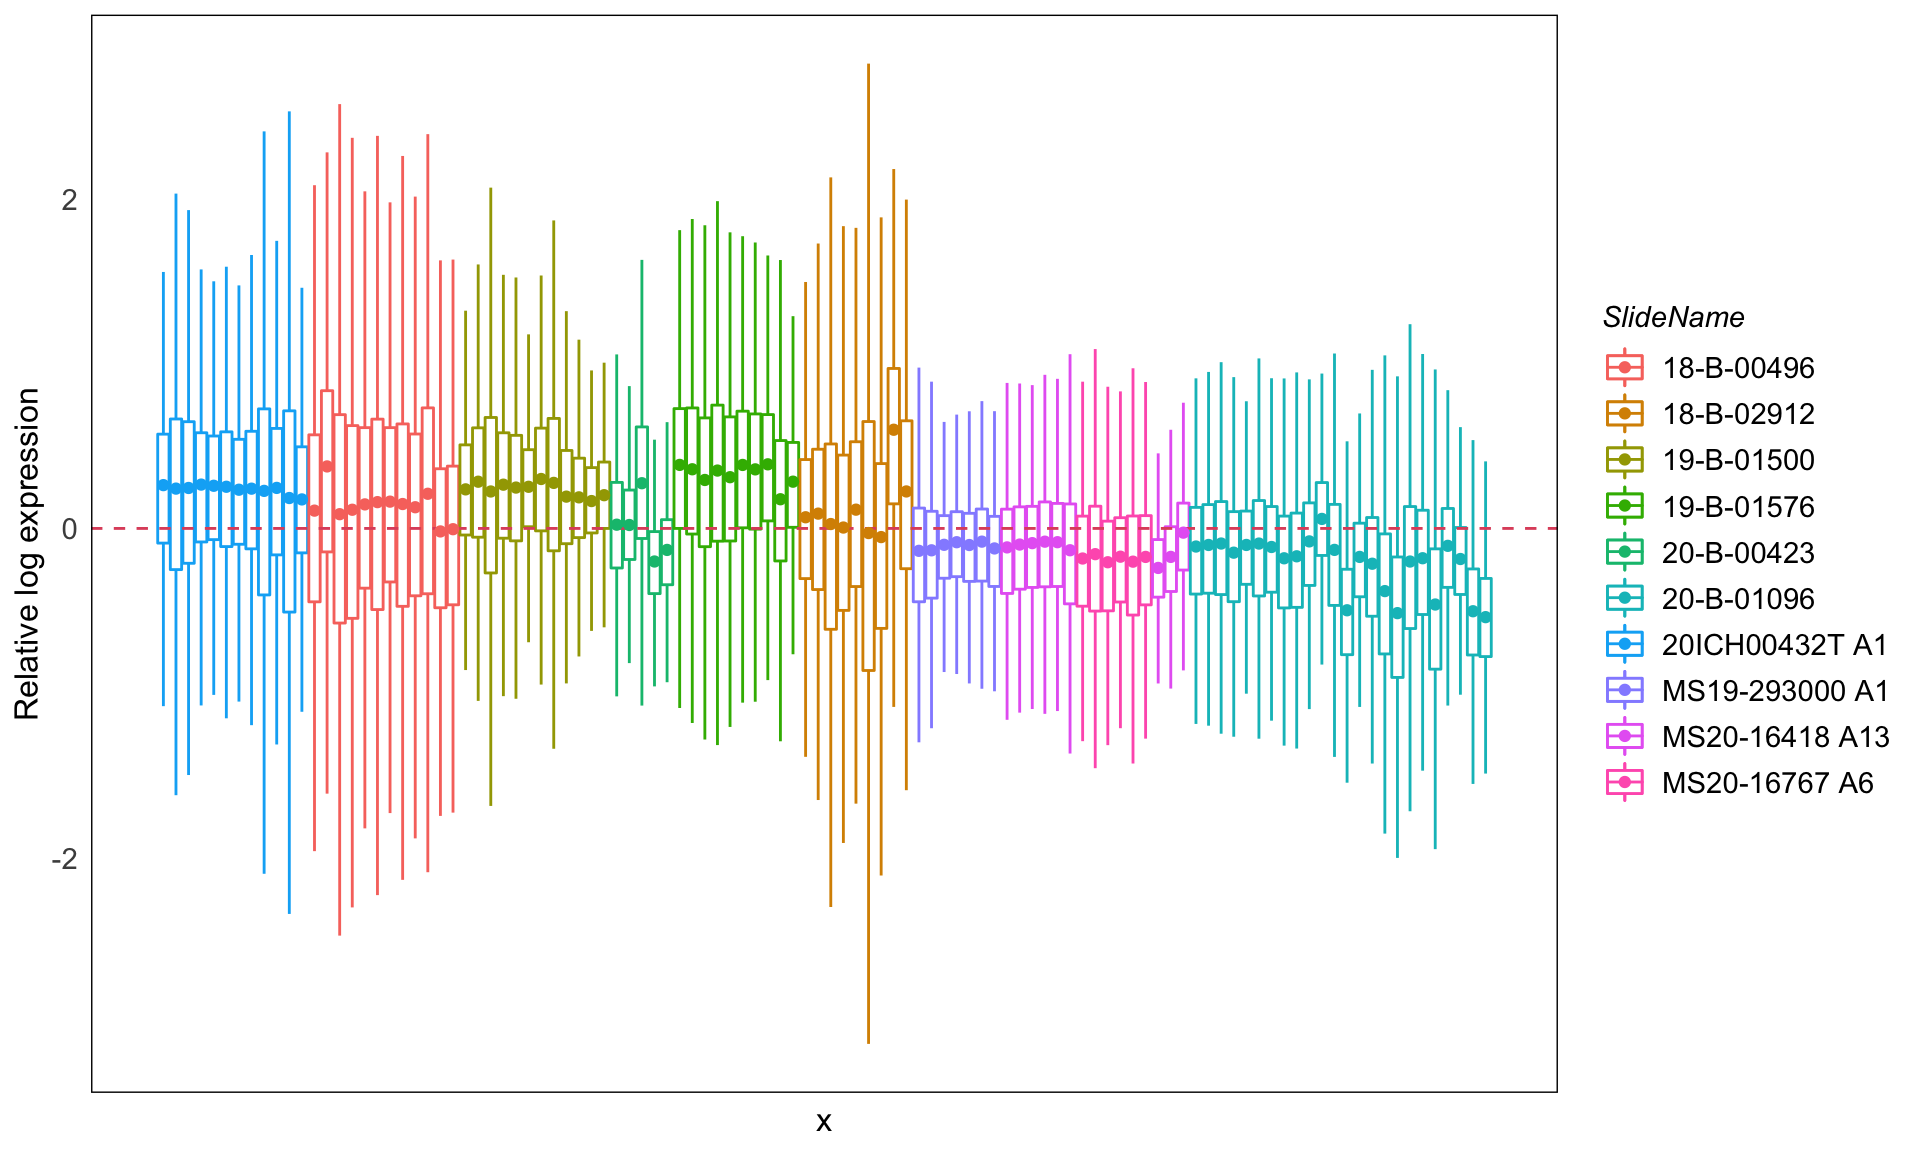 2
0
-2
Relative log expression
x
SlideName
18-B-00496
18-B-02912
19-B-01500
19-B-01576
20-B-00423
20-B-01096
20ICH00432T A1
MS19-293000 A1
MS20-16418 A13
MS20-16767 A6